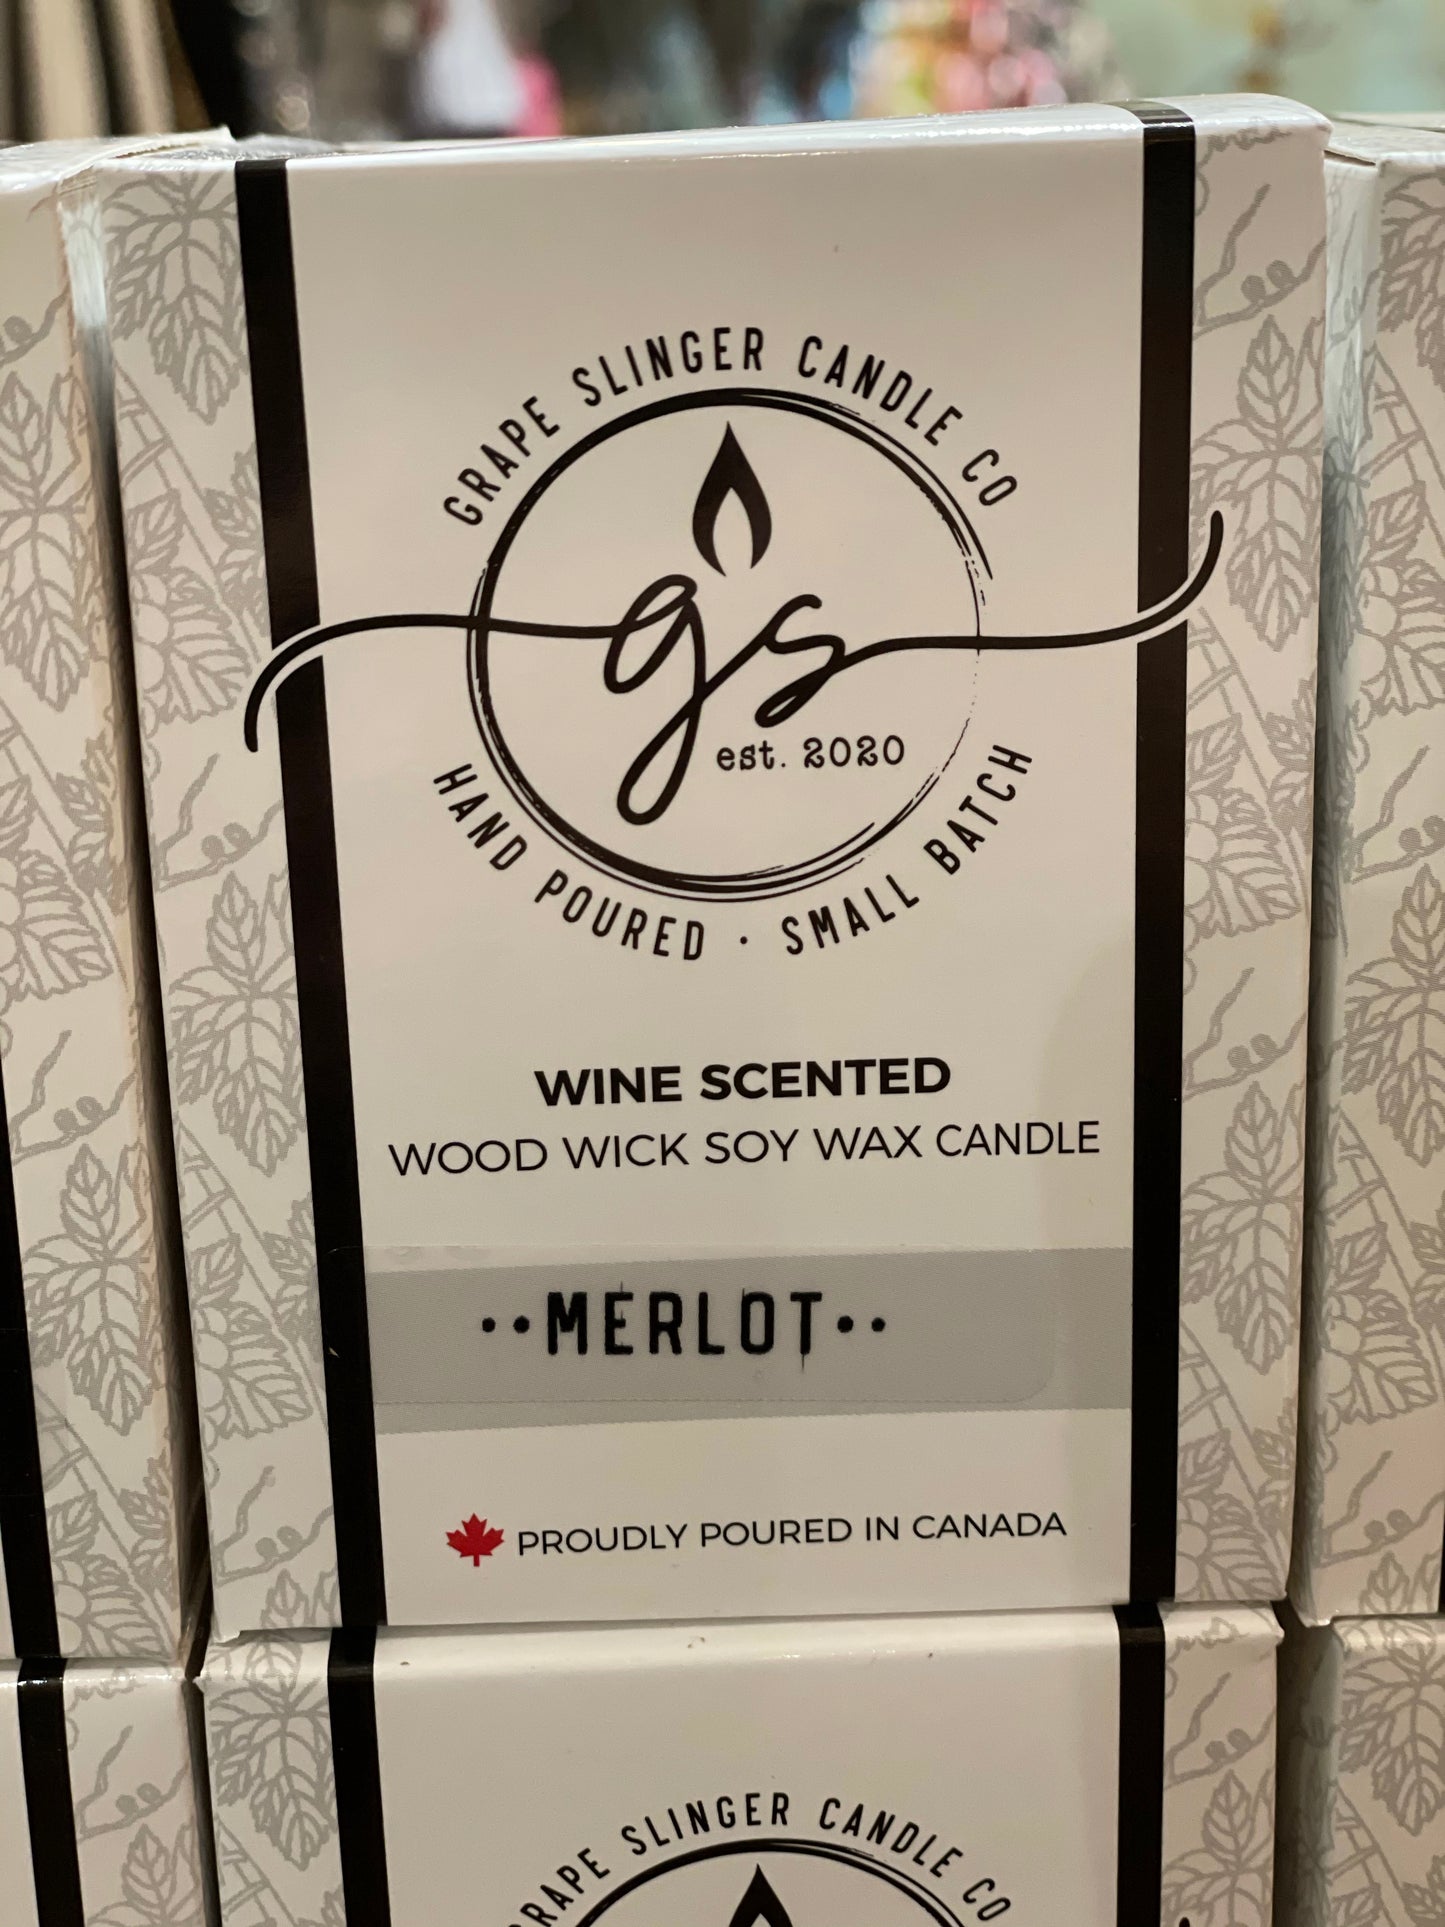 GRAPE SLINGER CANDLE CO
gs
est. 2020
HAND POURED · SMALL BATCH
WINE SCENTED
WOOD WICK SOY WAX CANDLE
··MERLOT··
PROUDLY POURED IN CANADA
GRAPE SLINGER CANDLE CO